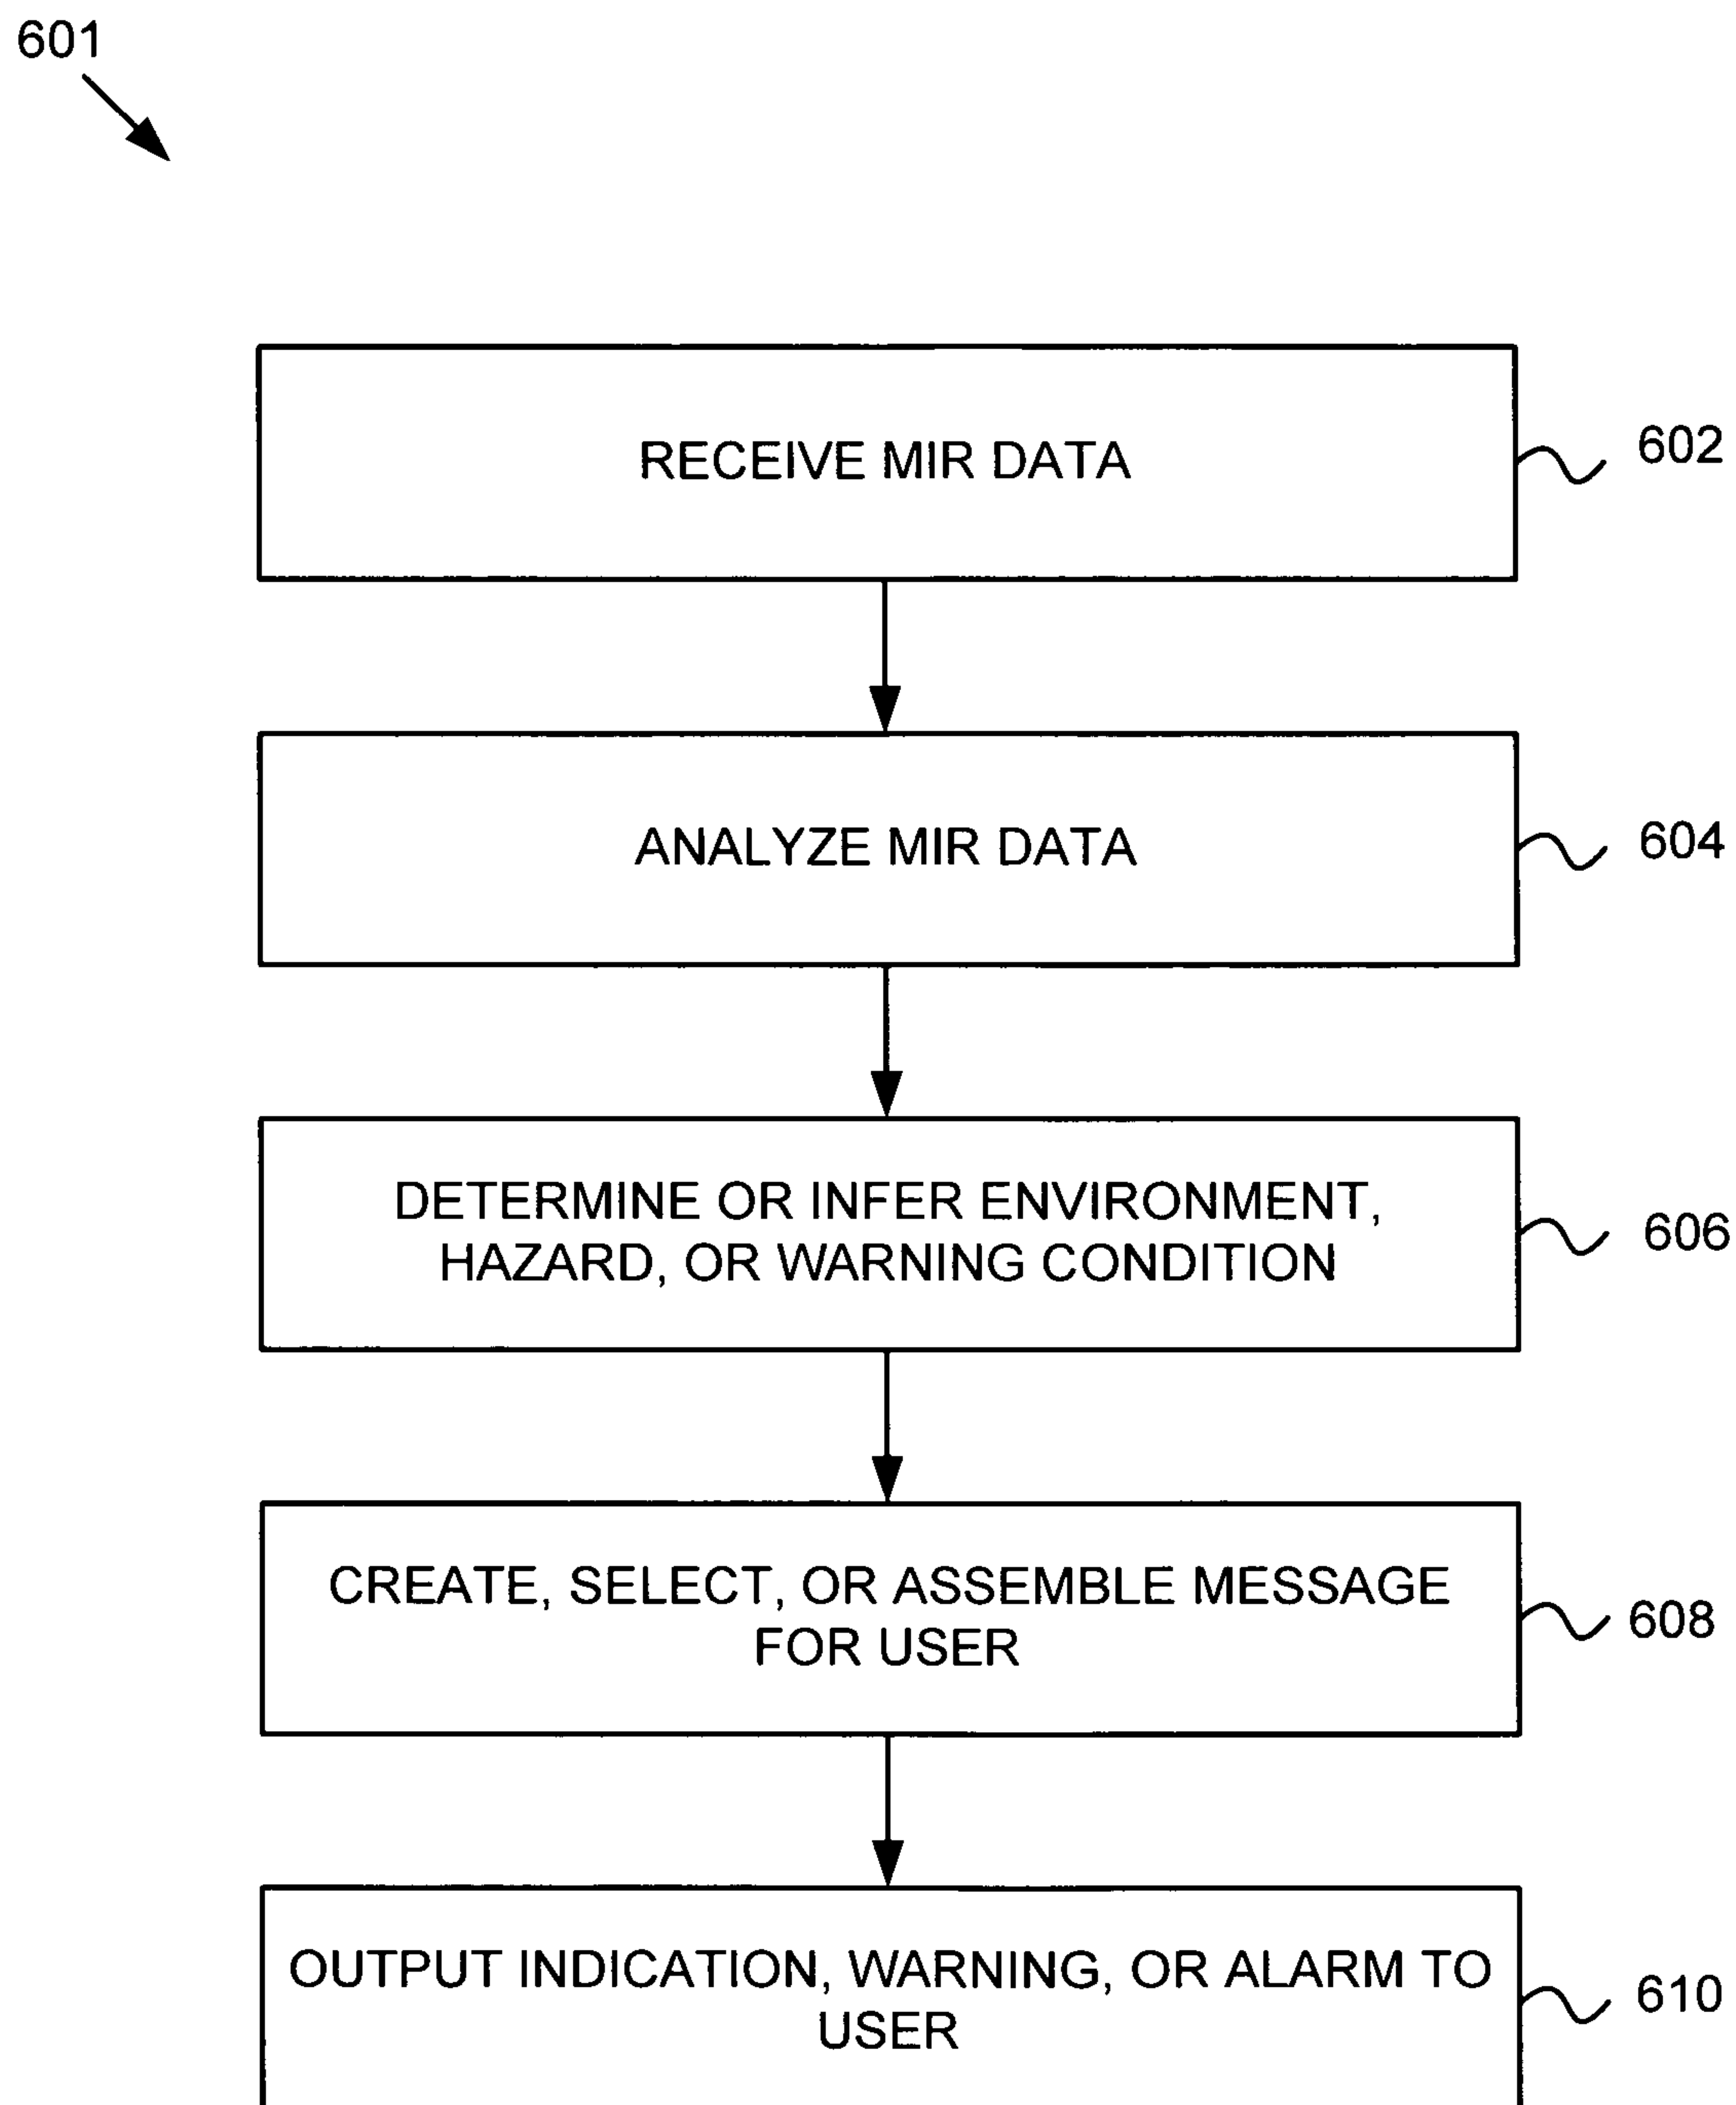 601
RECEIVE MIR DATA
602
ANALYZE MIR DATA
604
DETERMINE OR INFER ENVIRONMENT,
HAZARD, OR WARNING CONDITION
606
CREATE, SELECT, OR ASSEMBLE MESSAGE
FOR USER
608
OUTPUT INDICATION, WARNING, OR ALARM TO
USER
610